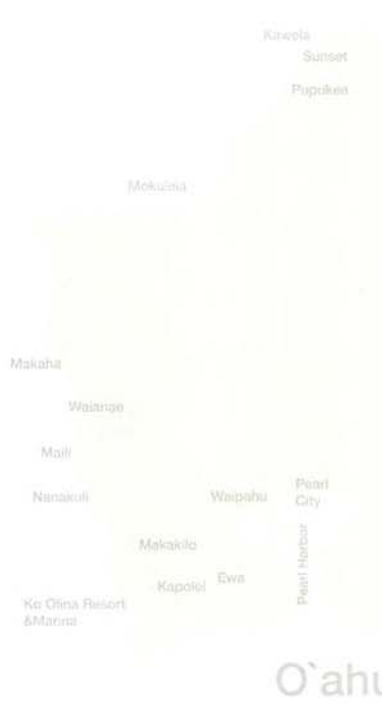 Kawela
Sunset
Pupukea
Mokuleia
Makaha
Waianae
Maili
Nanakuli
Waipahu
Pearl
City
Makakilo
Pearl Harbor
Kapolei
Ewa
Ko Olina Resort
&Marina
O`ahu